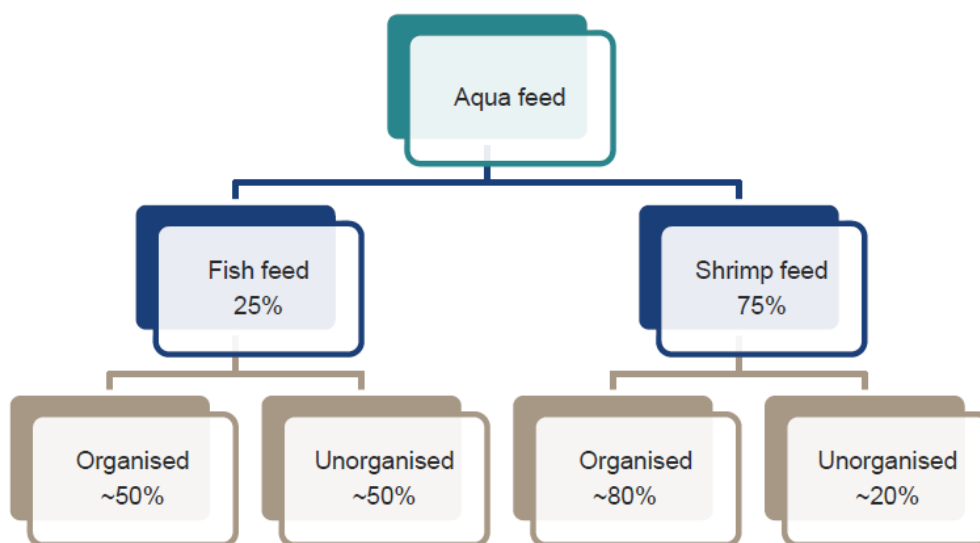 Aqua feed
Fish feed
25%
Shrimp feed
75%
Organised
~50%
Unorganised
~50%
Organised
~80%
Unorganised
~20%